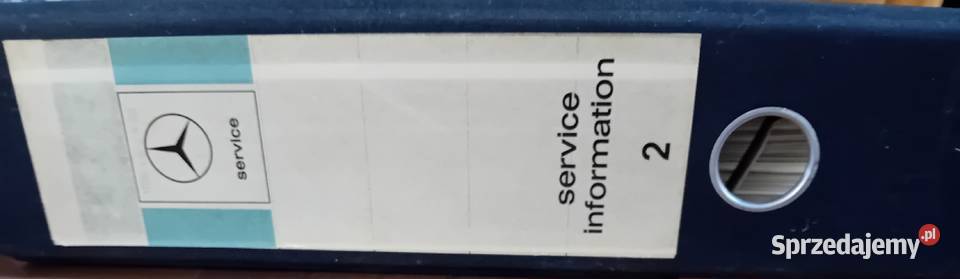 service
service
information
2
Sprzedajemy.pl